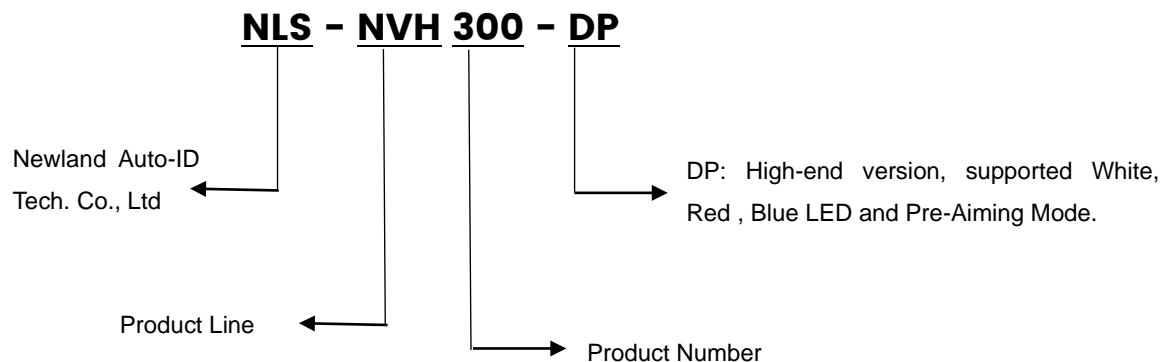 NLS - NVH 300 - DP
Newland Auto-ID
Tech. Co., Ltd
DP: High-end version, supported White,
Red , Blue LED and Pre-Aiming Mode.
Product Line
Product Number